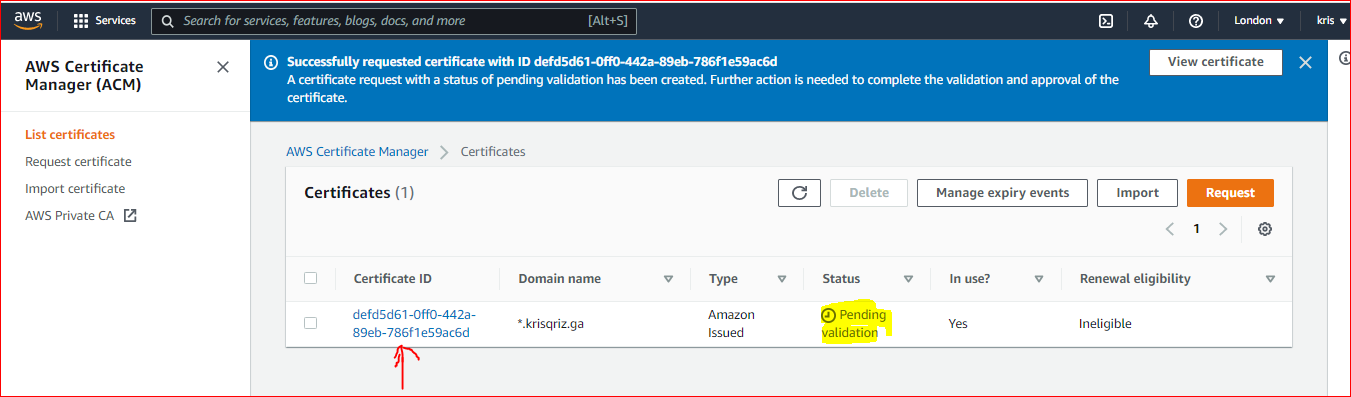 aws
Services
Search for services, features, blogs, docs, and more
[Alt+S]
London
kris
AWS Certificate
Manager (ACM)
List certificates
Request certificate
Import certificate
AWS Private CA
Successfully requested certificate with ID defd5d61-0ff0-442a-89eb-786f1e59ac6d
A certificate request with a status of pending validation has been created. Further action is needed to complete the validation and approval of the
certificate.
View certificate
AWS Certificate Manager
Certificates
Certificates (1)
Delete
Manage expiry events
Import
Request
1
Certificate ID
Domain name
Type
Status
In use?
Renewal eligibility
defd5d61-0ff0-442a-
89eb-786f1e59ac6d
*.krisqriz.ga
Amazon
Issued
Pending
validation
Yes
Ineligible